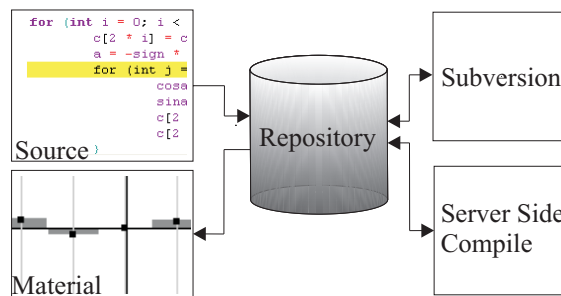 for (int i = 0; i <
c[2 * i] = c
a = -sign *
for (int j =
cosa
sina
c[2
c[2
}
Source
Repository
Subversion
Server Side
Compile
Material